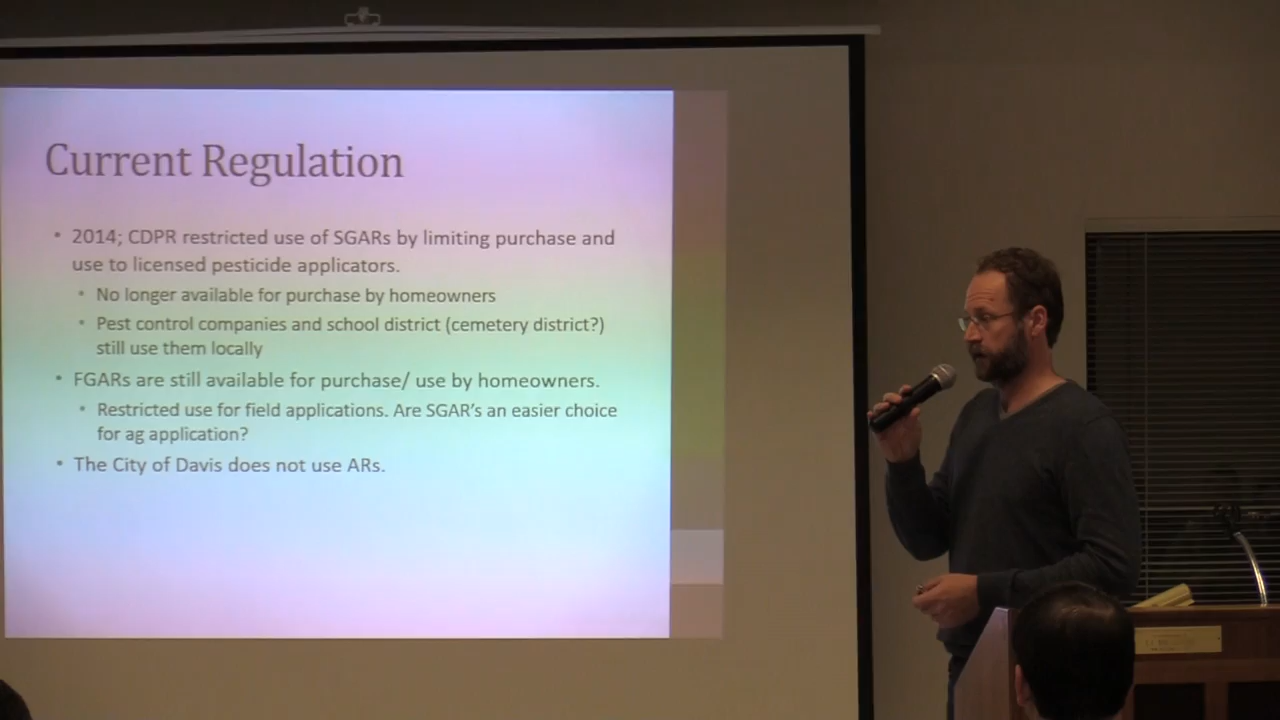 Current Regulation
• 2014; CDPR restricted use of SGARs by limiting purchase and
use to licensed pesticide applicators.
• No longer available for purchase by homeowners
• Pest control companies and school district (cemetery district?)
still use them locally
• FGARs are still available for purchase/ use by homeowners.
• Restricted use for field applications. Are SGAR's an easier choice
for ag application?
• The City of Davis does not use ARs.